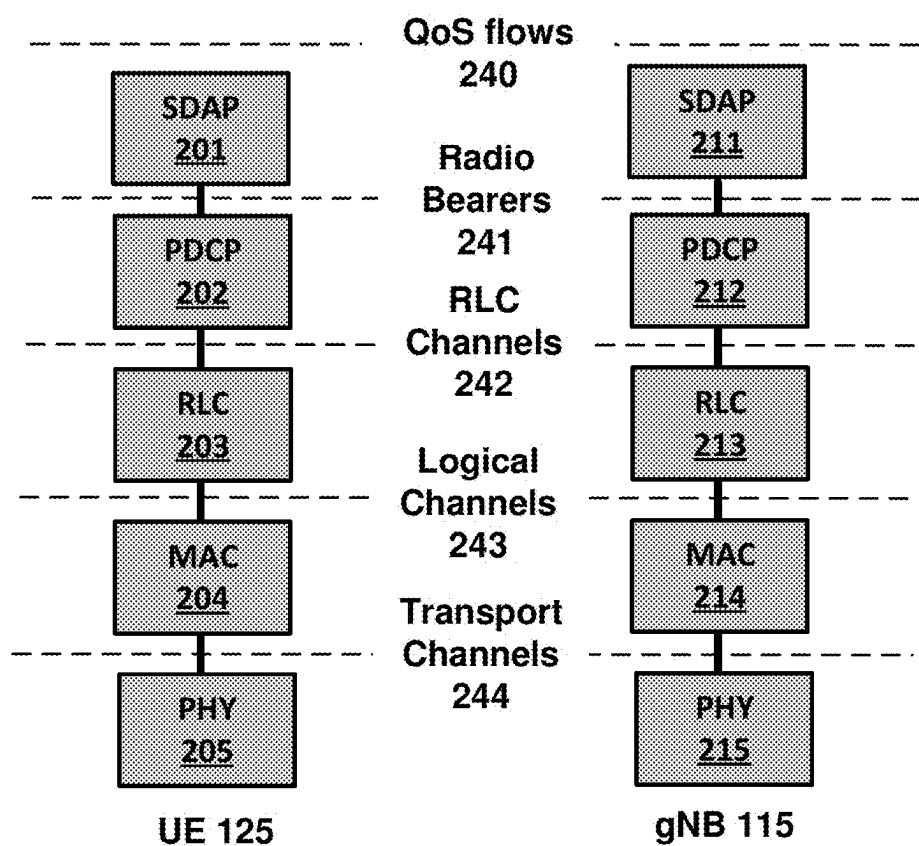 QoS flows
240
SDAP
201
SDAP
211
Radio
Bearers
241
PDCP
202
PDCP
212
RLC
Channels
242
RLC
203
RLC
213
Logical
Channels
243
MAC
204
MAC
214
Transport
Channels
244
PHY
205
PHY
215
UE 125
gNB 115